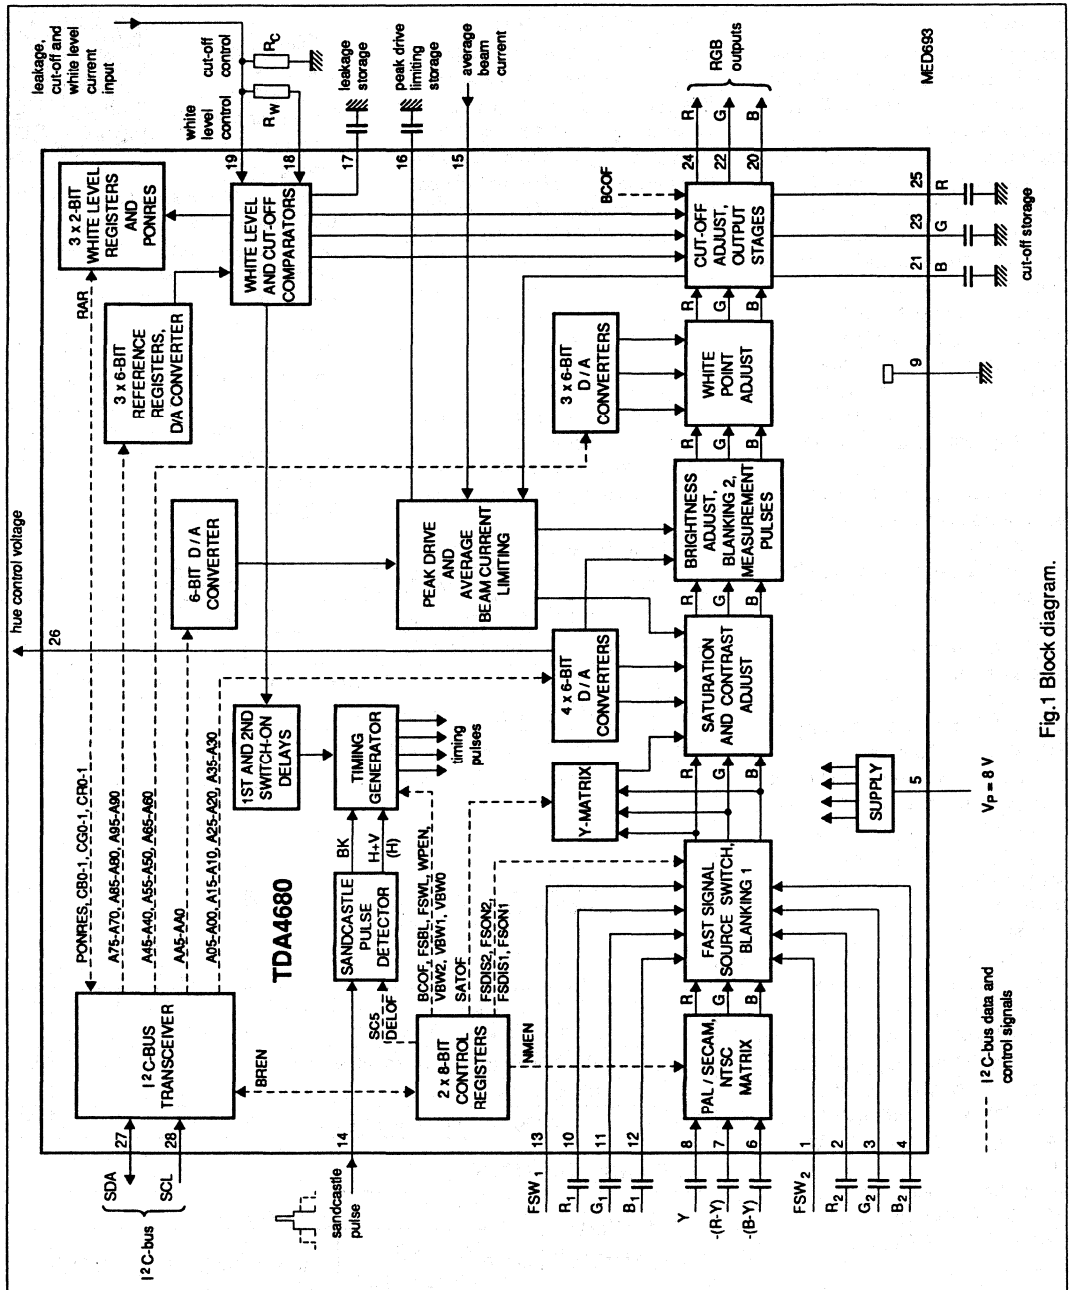 Fig.1 Block diagram.
MED693
TDA4680
I²C-bus
SDA
SCL
27
28
I²C-BUS
TRANSCEIVER
BREN
PONRES, CB0-1, CG0-1, CR0-1
A75-A70, A85-A80, A95-A90
A45-A40, A55-A50, A65-A60
AA5-AA0
A05-A00, A15-A10, A25-A20, A35-A30
RAR
hue control voltage
26
3 x 2-BIT
WHITE LEVEL
REGISTERS
AND
PONRES
3 x 6-BIT
REFERENCE
REGISTERS,
D/A CONVERTER
6-BIT D / A
CONVERTER
WHITE LEVEL
AND CUT-OFF
COMPARATORS
leakage,
cut-off and
white level
current
input
cut-off
control
R C
white
level
control
R W
19
18
17
leakage
storage
16
peak drive
limiting
storage
15
average
beam
current
sandcastle
pulse
14
SANDCASTLE
PULSE
DETECTOR
SC5
DELOF
BK
H+V
(H)
1ST AND 2ND
SWITCH-ON
DELAYS
TIMING
GENERATOR
timing
pulses
2 x 8-BIT
CONTROL
REGISTERS
BCOF, FSBL, FSWL, WPEN,
VBW2, VBW1, VBW0
SATOF
FSDIS2, FSON2
FSDIS1, FSON1
NMEN
PEAK DRIVE
AND
AVERAGE
BEAM CURRENT
LIMITING
4 x 6-BIT
D / A
CONVERTERS
3 x 6-BIT
D / A
CONVERTERS
Y-MATRIX
FSW 1
13
R 1
10
G 1
11
B 1
12
Y
8
-(R-Y)
7
-(B-Y)
6
FSW 2
1
R 2
2
G 2
3
B 2
4
PAL / SECAM,
NTSC
MATRIX
R
G
B
FAST SIGNAL
SOURCE SWITCH,
BLANKING 1
R
G
B
SATURATION
AND CONTRAST
ADJUST
R
G
B
BRIGHTNESS
ADJUST,
BLANKING 2,
MEASUREMENT
PULSES
R
G
B
WHITE
POINT
ADJUST
R
G
B
CUT-OFF
ADJUST,
OUTPUT
STAGES
BCOF
24
22
20
R
G
B
RGB
outputs
25
23
21
R
G
B
cut-off storage
9
SUPPLY
5
V P = 8 V
I²C-bus data and
control signals